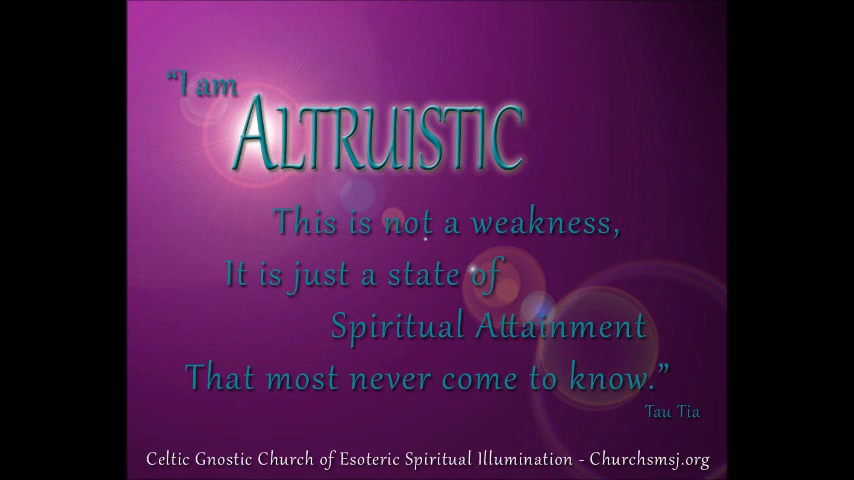 “I am
ALTRUISTIC
This is not a weakness,
It is just a state of
Spiritual Attainment
That most never come to know.”
Tau Tia
Celtic Gnostic Church of Esoteric Spiritual Illumination - Churchsmsj.org